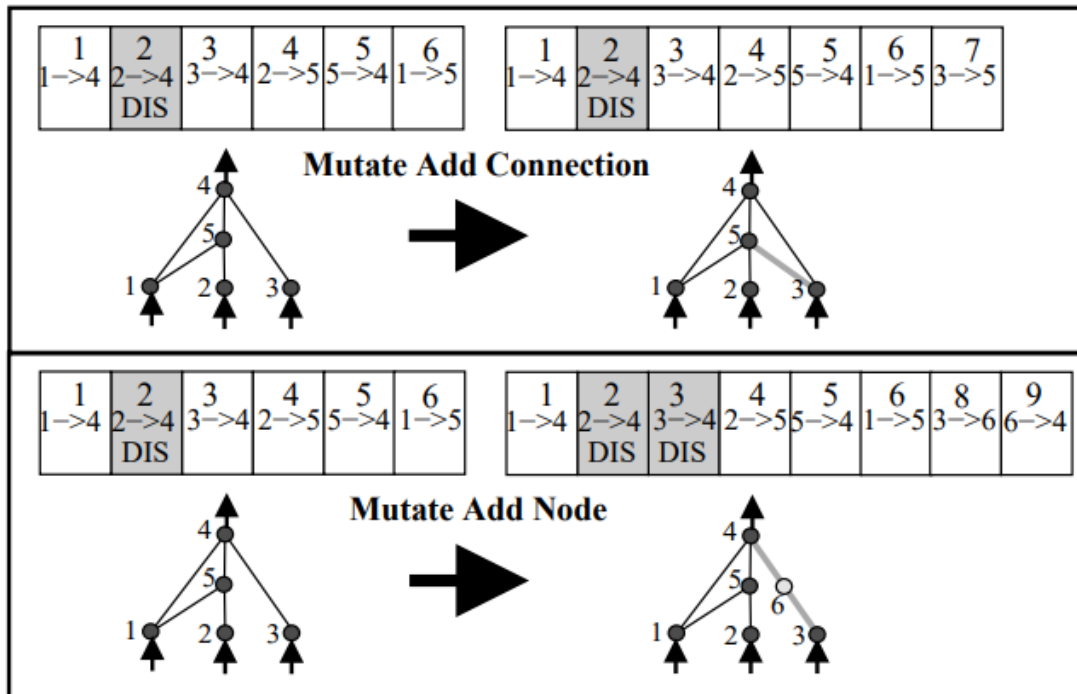 1 2 3 4 5 6 1 2 3 4 5 6 7
1->4 2->4 3->4 2->5 5->4 1->5 1->4 2->4 3->4 2->5 5->4 1->5 3->5
DIS DIS
Mutate Add Connection
4 4
5 5
1 2 3 1 2 3
1 2 3 4 5 6 1 2 3 4 5 6 8 9
1->4 2->4 3->4 2->5 5->4 1->5 1->4 2->4 3->4 2->5 5->4 1->5 3->6 6->4
DIS DIS DIS
Mutate Add Node
4 4
5 5
6
1 2 3 1 2 3